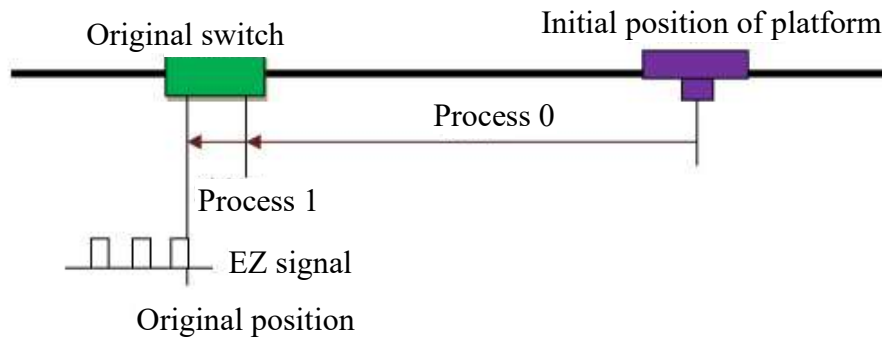 Initial position of platform
Original switch
Process 0
Process 1
EZ signal
Original position